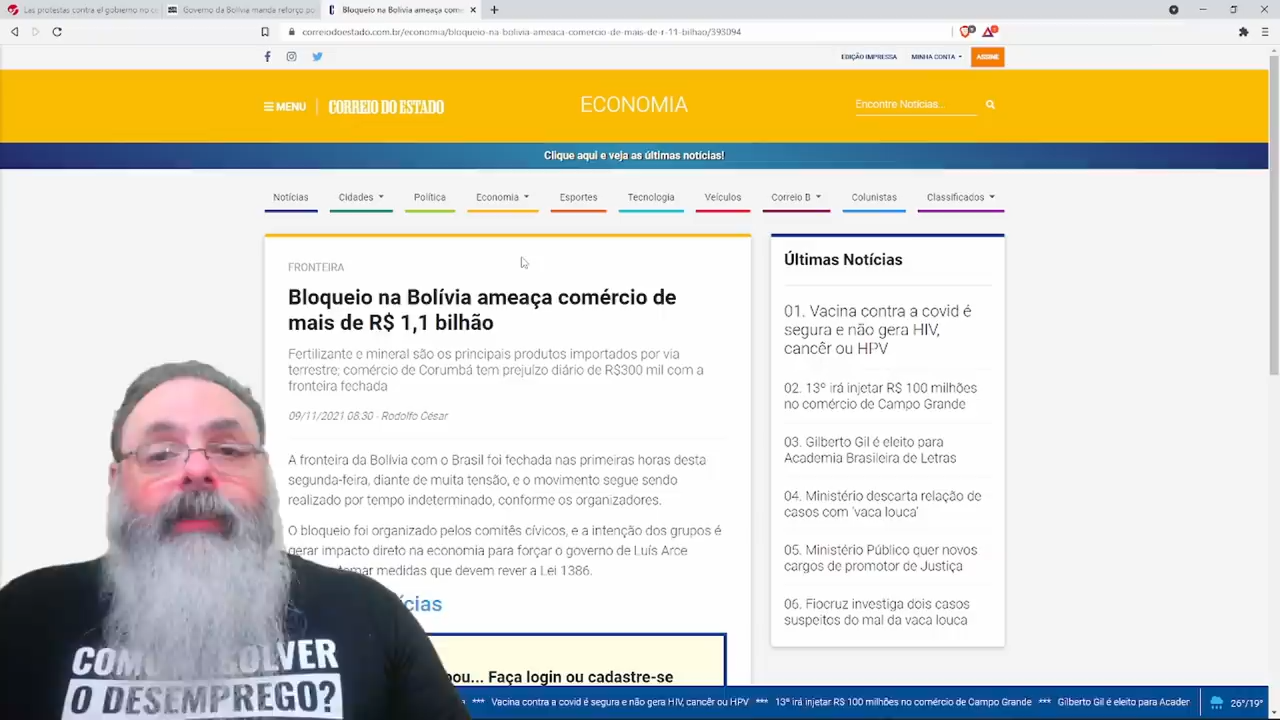 Las protestas contra el gobierno co
Governo da Bolívia manda reforço po
Bloqueio na Bolívia ameaça com
correiodoestado.com.br/economia/bloqueio-na-bolivia-ameaca-comercio-de-mais-de-r-11-bilhao/393094
EDIÇÃO IMPRESSA
MINHA CONTA
ASSINE
MENU
CORREIO DO ESTADO
ECONOMIA
Encontre Notícias...
Clique aqui e veja as últimas notícias!
Notícias
Cidades
Política
Economia
Esportes
Tecnologia
Veículos
Correio B
Colunistas
Classificados
FRONTEIRA
Bloqueio na Bolívia ameaça comércio de
mais de R$ 1,1 bilhão
Fertilizante e mineral são os principais produtos importados por via
terrestre; comércio de Corumbá tem prejuízo diário de R$300 mil com a
fronteira fechada
09/11/2021 08:30 - Rodolfo César
A fronteira da Bolívia com o Brasil foi fechada nas primeiras horas desta
segunda-feira, diante de muita tensão, e o movimento segue sendo
realizado por tempo indeterminado, conforme os organizadores.
O bloqueio foi organizado pelos comitês cívicos, e a intenção dos grupos é
gerar impacto direto na economia para forçar o governo de Luís Arce
omar medidas que devem rever a Lei 1386.
ícias
ou... Faça login ou cadastre-se
Últimas Notícias
01. Vacina contra a covid é
segura e não gera HIV,
cancêr ou HPV
02. 13º irá injetar R$ 100 milhões
no comércio de Campo Grande
03. Gilberto Gil é eleito para
Academia Brasileira de Letras
04. Ministério descarta relação de
casos com 'vaca louca'
05. Ministério Público quer novos
cargos de promotor de Justiça
06. Fiocruz investiga dois casos
suspeitos do mal da vaca louca
*** Vacina contra a covid é segura e não gera HIV, cancêr ou HPV *** 13º irá injetar R$ 100 milhões no comércio de Campo Grande *** Gilberto Gil é eleito para Acader
26°/19°
COM OLVER
O DESEMPREGO?